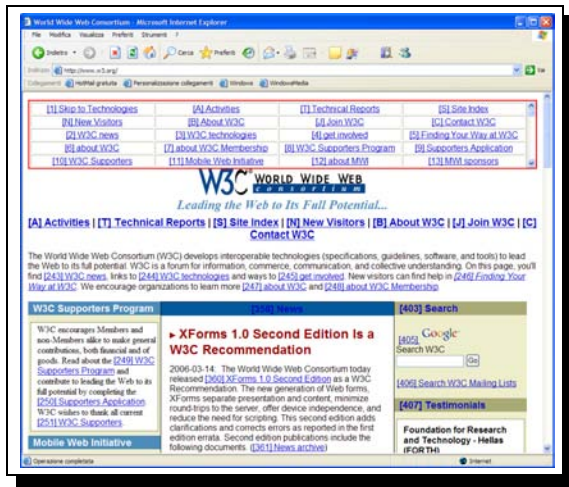 World Wide Web Consortium - Microsoft Internet Explorer
File Modifica Visualizza Preferiti Strumenti ?
Indietro Cerca Preferiti
Indirizzo http://www.w3.org/ Vai
Collegamenti HotMail gratuita Personalizzazione collegamenti Windows WindowsMedia
[1] Skip to Technologies [A] Activities [T] Technical Reports [S] Site Index
[N] New Visitors [B] About W3C [J] Join W3C [C] Contact W3C
[2] W3C news [3] W3C technologies [4] get involved [5] Finding Your Way at W3C
[6] about W3C [7] about W3C Membership [8] W3C Supporters Program [9] Supporters Application
[10] W3C Supporters [11] Mobile Web Initiative [12] about MWI [13] MWI sponsors
W3C WORLD WIDE WEB
consortium
Leading the Web to Its Full Potential...
[A] Activities | [T] Technical Reports | [S] Site Index | [N] New Visitors | [B] About W3C | [J] Join W3C | [C]
Contact W3C
The World Wide Web Consortium (W3C) develops interoperable technologies (specifications, guidelines, software, and tools) to lead
the Web to its full potential. W3C is a forum for information, commerce, communication, and collective understanding. On this page, you'll
find [243] W3C news, links to [244] W3C technologies and ways to [245] get involved. New visitors can find help in [246] Finding Your
Way at W3C. We encourage organizations to learn more [247] about W3C and [248] about W3C Membership.
W3C Supporters Program
W3C encourages Members and
non-Members alike to make general
contributions, both financial and of
goods. Read about the [249] W3C
Supporters Program and
contribute to leading the Web to its
full potential by completing the
[250] Supporters Application.
W3C wishes to thank all current
[251] W3C Supporters.
Mobile Web Initiative
News
▸ XForms 1.0 Second Edition Is a
W3C Recommendation
2006-03-14: The World Wide Web Consortium today
released [360] XForms 1.0 Second Edition as a W3C
Recommendation. The new generation of Web forms,
XForms separate presentation and content, minimize
round-trips to the server, offer device independence, and
reduce the need for scripting. This second edition adds
clarifications and corrects errors as reported in the first
edition errata. Second edition publications include the
following documents. ([361] News archive)
[403] Search
[405] Google
Search W3C
Go
[406] Search W3C Mailing Lists
[407] Testimonials
Foundation for Research
and Technology - Hellas
(FORTH)
Operazione completata Internet